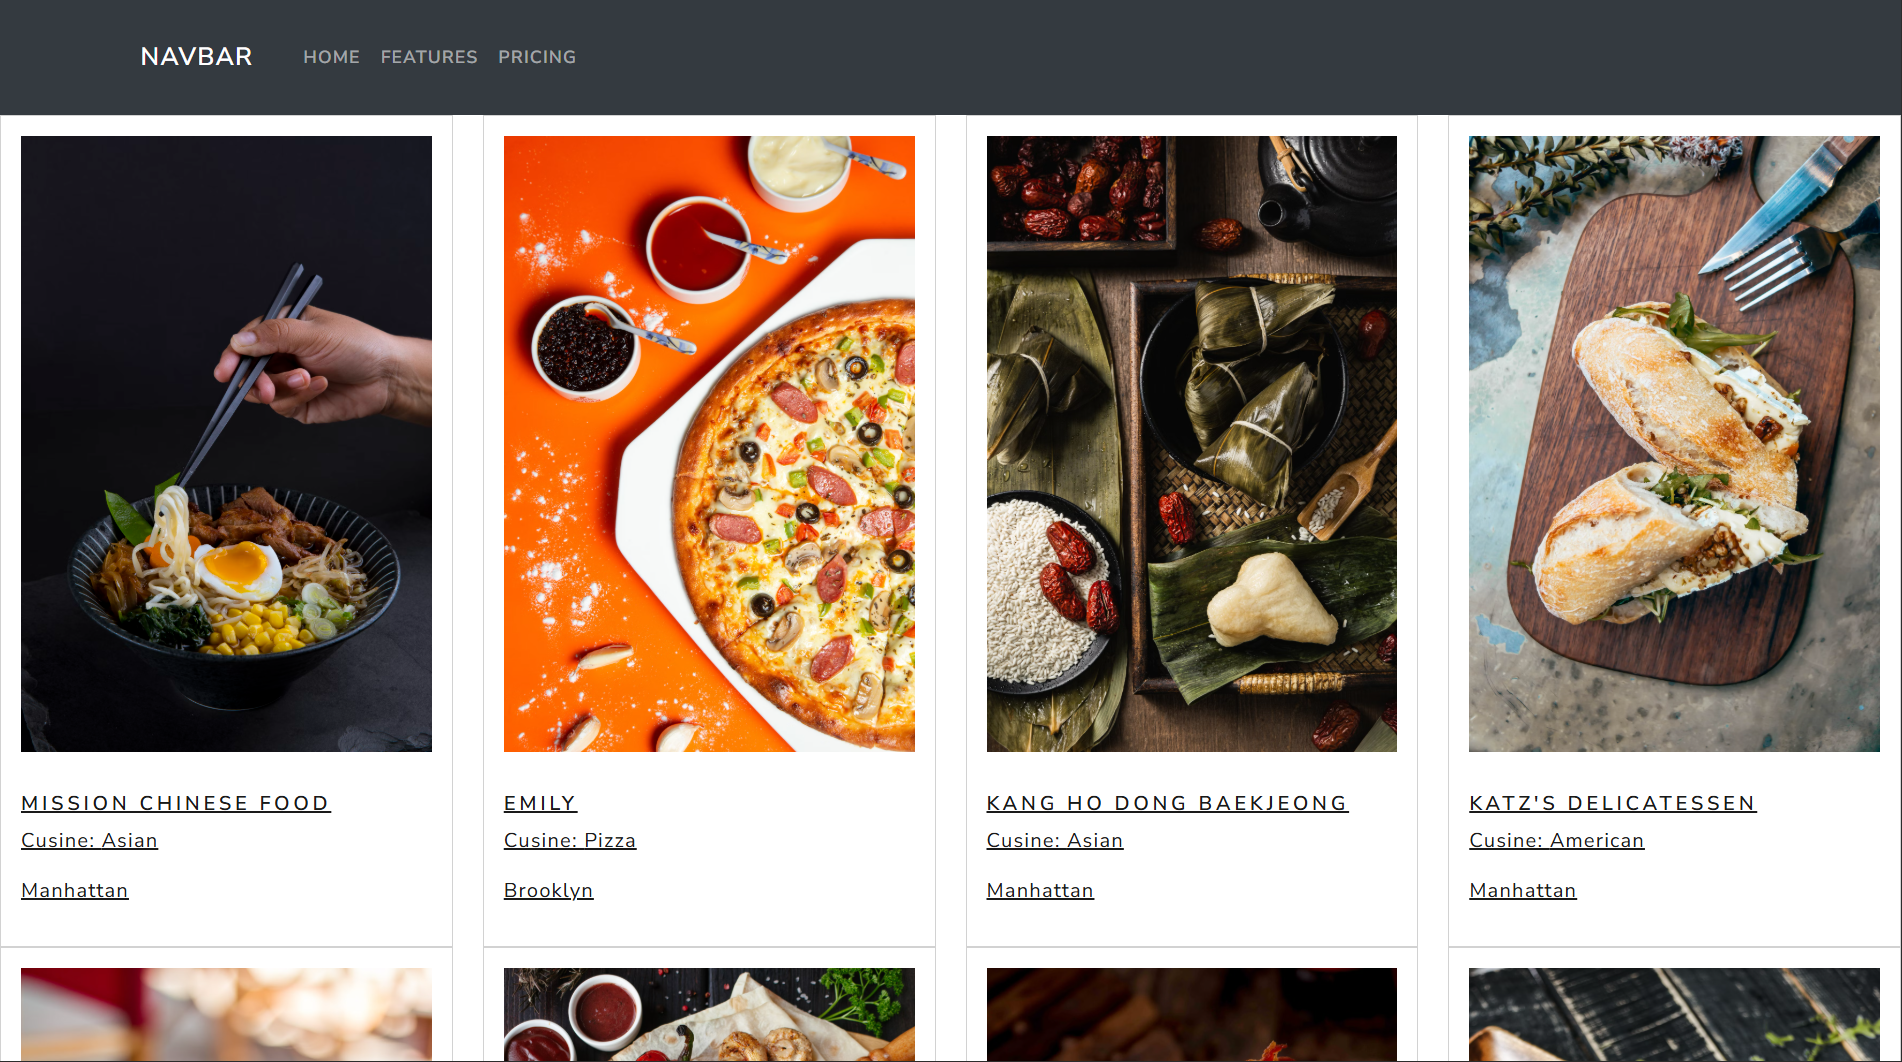 NAVBAR HOME FEATURES PRICING
MISSION CHINESE FOOD
Cusine: Asian
Manhattan
EMILY
Cusine: Pizza
Brooklyn
KANG HO DONG BAEKJEONG
Cusine: Asian
Manhattan
KATZ'S DELICATESSEN
Cusine: American
Manhattan